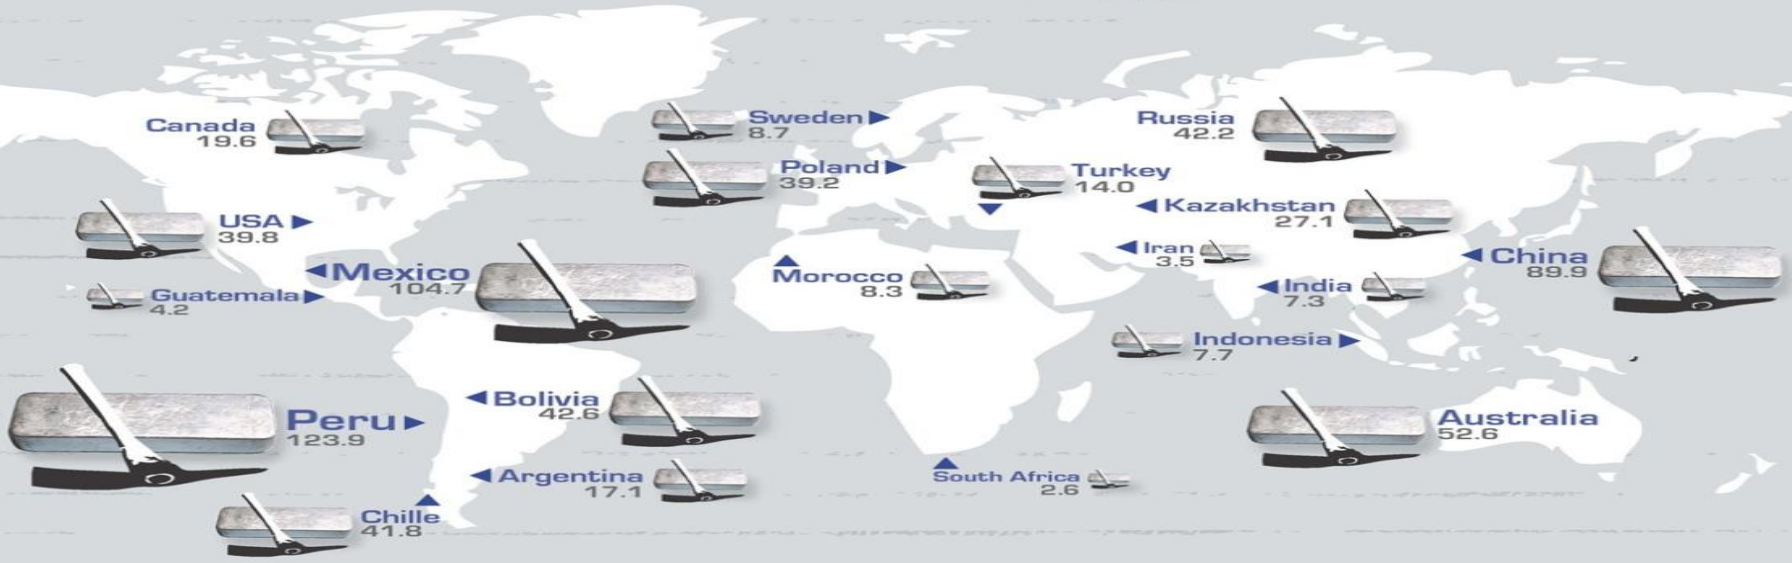 Canada
19.6
Sweden
8.7
Russia
42.2
Poland
39.2
Turkey
14.0
USA
39.8
Kazakhstan
27.1
Mexico
104.7
Morocco
8.3
Iran
3.5
China
89.9
Guatemala
4.2
India
7.3
Indonesia
7.7
Peru
123.9
Bolivia
42.6
Australia
52.6
Argentina
17.1
South Africa
2.6
Chille
41.8